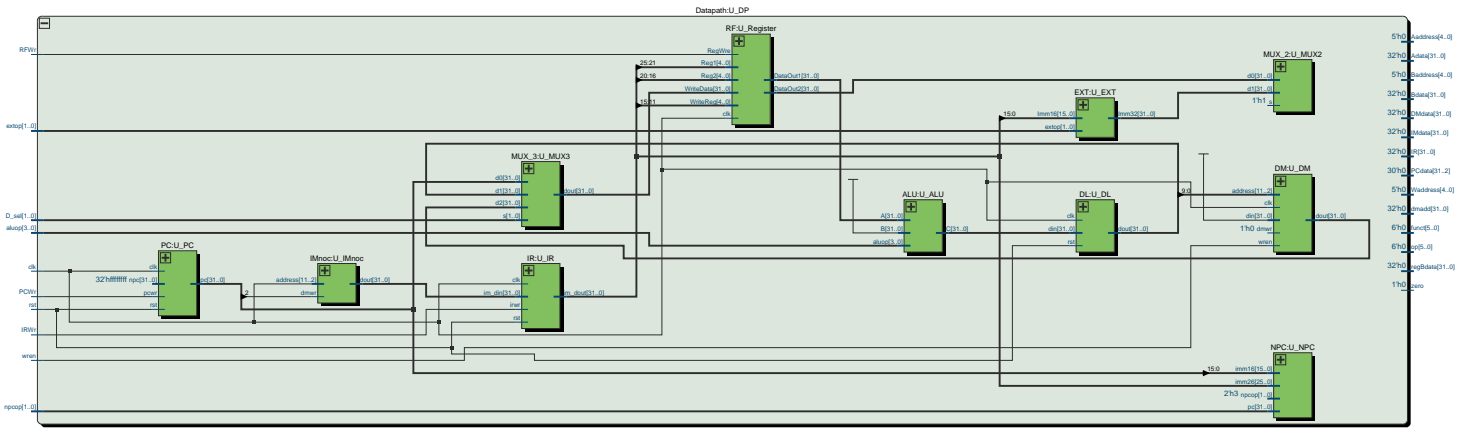 Datapath:U_DP
RF:U_Register
RFWr
RegWre
25:21
Reg1[4..0]
20:16
Reg2[4..0]
WriteData[31..0]
15:11
WriteReg[4..0]
clk
DataOut1[31..0]
DataOut2[31..0]
MUX_2:U_MUX2
d0[31..0]
d1[31..0]
1'h1 s
EXT:U_EXT
15:0
Imm16[15..0]
extop[1..0]
Imm32[31..0]
extop[1..0]
MUX_3:U_MUX3
d0[31..0]
d1[31..0]
d2[31..0]
s[1..0]
dout[31..0]
D_sel[1..0]
aluop[3..0]
ALU:U_ALU
A[31..0]
B[31..0]
aluop[3..0]
C[31..0]
DL:U_DL
clk
din[31..0]
rst
dout[31..0]
9:0
DM:U_DM
address[11..2]
clk
din[31..0]
1'h0 dmwr
wren
dout[31..0]
PC:U_PC
clk
clk
32'hffffffff npc[31..0]
PCWr
pcwr
rst
rst
pc[31..0]
2
IMnoc:U_IMnoc
address[11..2]
dmwr
dout[31..0]
IR:U_IR
clk
im_din[31..0]
irwr
rst
im_dout[31..0]
IRWr
wren
npcop[1..0]
NPC:U_NPC
15:0
imm16[15..0]
imm26[25..0]
2'h3 npcop[1..0]
pc[31..0]
5'h0 Aaddress[4..0]
32'h0 Adata[31..0]
5'h0 Baddress[4..0]
32'h0 Bdata[31..0]
32'h0 DMdata[31..0]
32'h0 IMdata[31..0]
32'h0 IR[31..0]
30'h0 PCdata[31..2]
5'h0 Waddress[4..0]
32'h0 dmadd[31..0]
6'h0 funct[5..0]
6'h0 op[5..0]
32'h0 regBdata[31..0]
1'h0 zero